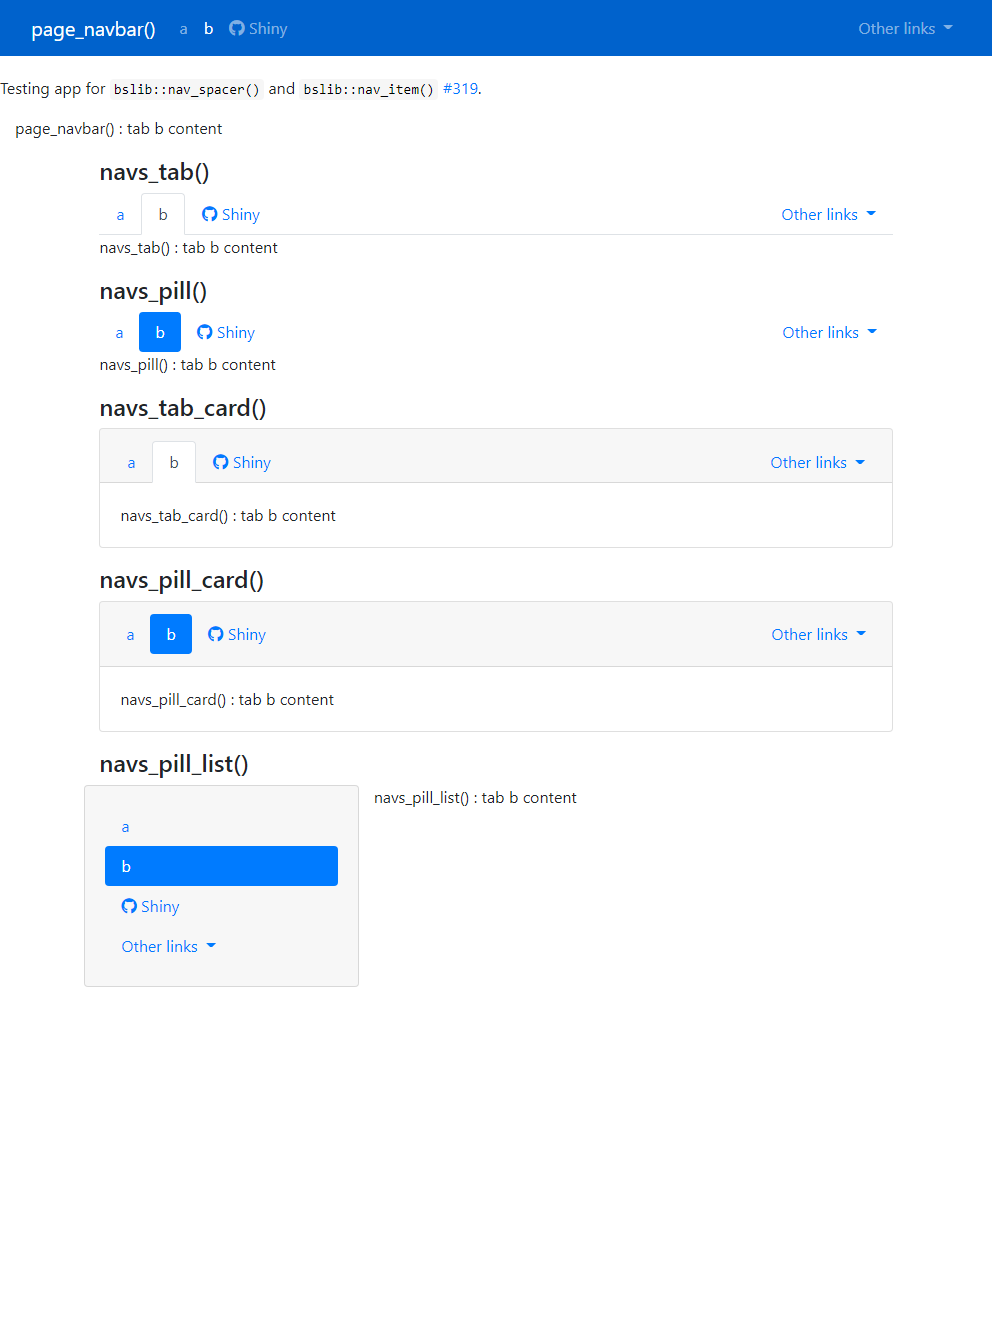 page_navbar() a b Shiny Other links
Testing app for bslib::nav_spacer() and bslib::nav_item() #319.
page_navbar() : tab b content
navs_tab()
a b Shiny Other links
navs_tab() : tab b content
navs_pill()
a b Shiny Other links
navs_pill() : tab b content
navs_tab_card()
a b Shiny Other links
navs_tab_card() : tab b content
navs_pill_card()
a b Shiny Other links
navs_pill_card() : tab b content
navs_pill_list()
navs_pill_list() : tab b content
a
b
Shiny
Other links